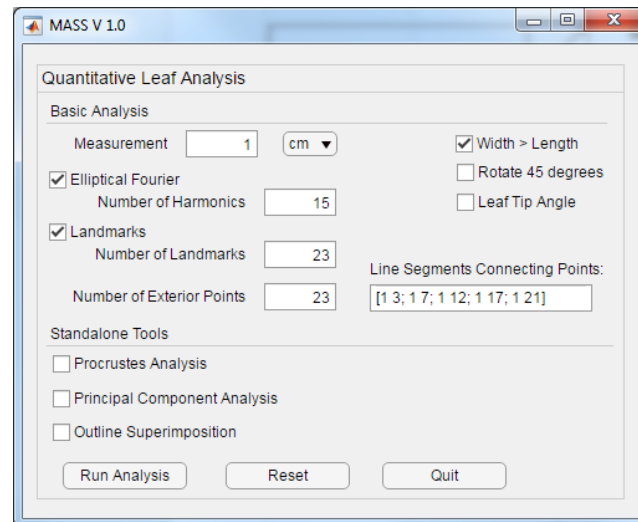 MASS V 1.0
Quantitative Leaf Analysis
Basic Analysis
Measurement 1 cm
Width > Length
Elliptical Fourier
Rotate 45 degrees
Number of Harmonics 15
Leaf Tip Angle
Landmarks
Number of Landmarks 23
Line Segments Connecting Points:
Number of Exterior Points 23
[1 3; 1 7; 1 12; 1 17; 1 21]
Standalone Tools
Procrustes Analysis
Principal Component Analysis
Outline Superimposition
Run Analysis Reset Quit